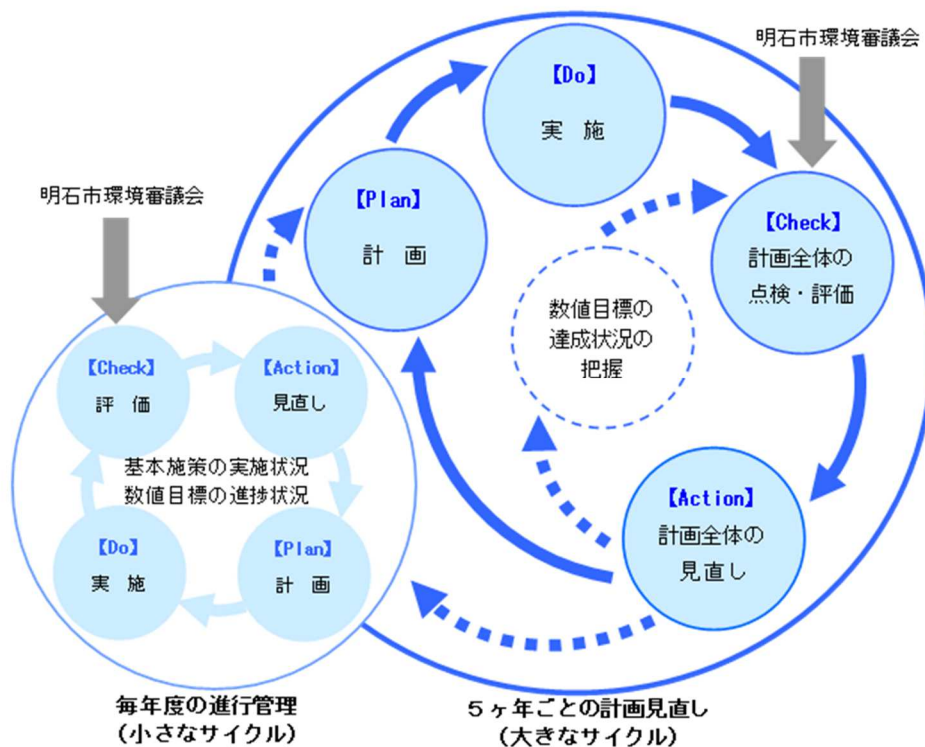 明石市環境審議会
【Do】
実 施
【Plan】
計 画
【Check】
計画全体の
点検・評価
数値目標の
達成状況の
把握
【Action】
計画全体の
見直し
明石市環境審議会
【Check】
評 価
【Action】
見直し
基本施策の実施状況
数値目標の進捗状況
【Do】
実 施
【Plan】
計 画
毎年度の進行管理
(小さなサイクル)
5ヶ年ごとの計画見直し
(大きなサイクル)